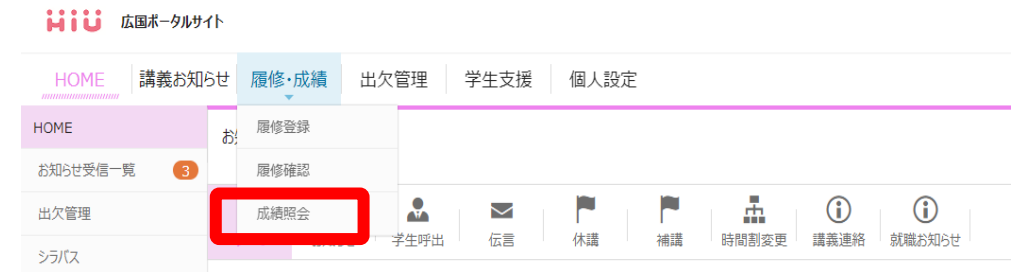 HiU 広国ポータルサイト
HOME 講義お知らせ 履修・成績 出欠管理 学生支援 個人設定
HOME
お知らせ受信一覧 3
出欠管理
シラバス
履修登録
履修確認
成績照会
学生呼出 伝言 休講 補講 時間割変更 講義連絡 就職お知らせ